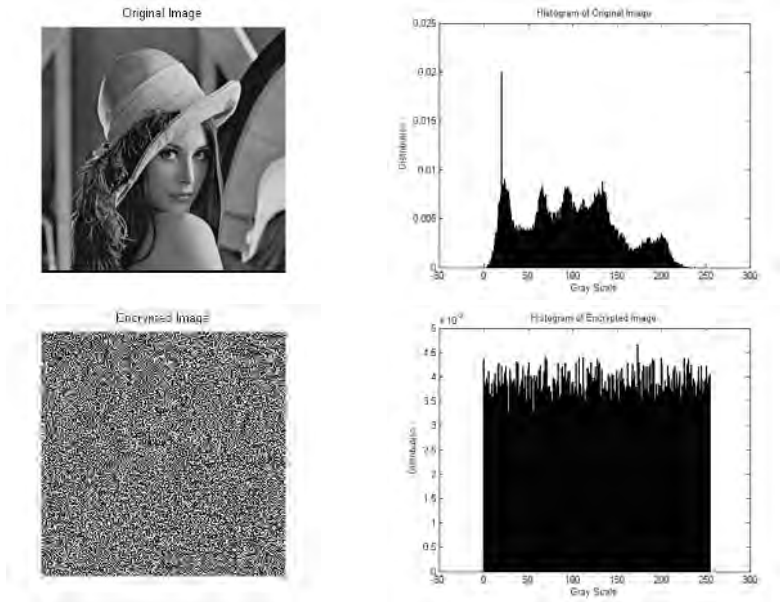 Original Image
Histogram of Original Image
0.025
0.02
0.015
0.01
0.005
0
Distribution
-50 0 50 100 150 200 250 300
Gray Scale
Encrypted Image
Histogram of Encrypted Image
5
4.5
4
3.5
3
2.5
2
1.5
1
0.5
0
Distribution
-50 0 50 100 150 200 250 300
Gray Scale